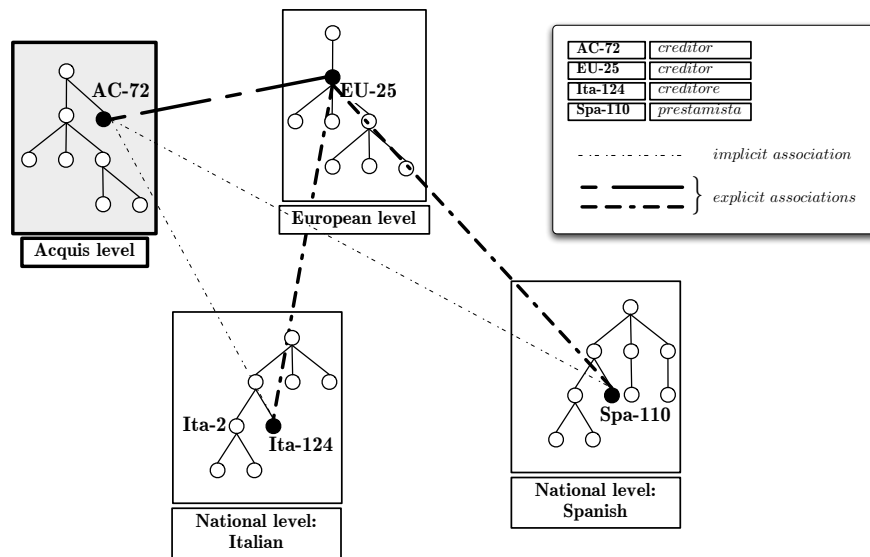 AC-72
Acquis level
EU-25
European level
AC-72 creditor
EU-25 creditor
Ita-124 creditore
Spa-110 prestamista
implicit association
explicit associations
Ita-2
Ita-124
National level:
Italian
Spa-110
National level:
Spanish